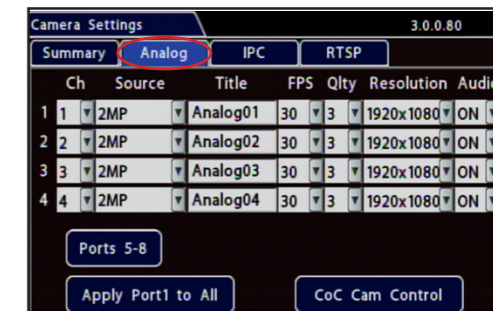 Camera Settings 3.0.0.80
Summary Analog IPC RTSP
Ch Source Title FPS Qlty Resolution
1 1 2MP Analog01 30 3 1920x1080 ON
2 2 2MP Analog02 30 3 1920x1080 ON
3 3 2MP Analog03 30 3 1920x1080 ON
4 4 2MP Analog04 30 3 1920x1080 ON
Ports 5-8
Apply Port1 to All CoC Cam Control